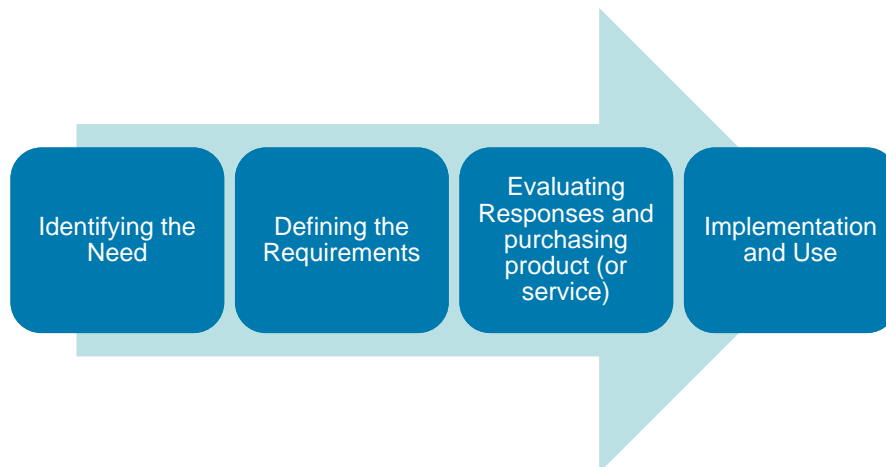 Identifying the
Need
Defining the
Requirements
Evaluating
Responses and
purchasing
product (or
service)
Implementation
and Use